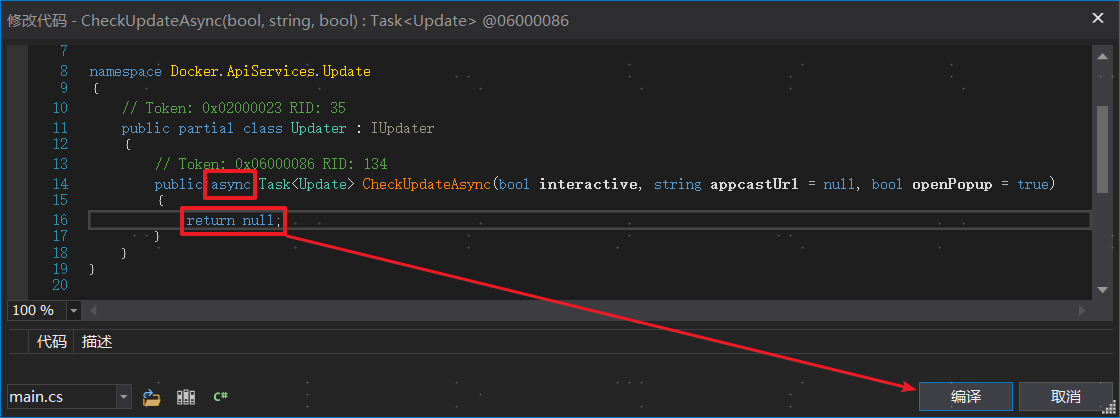 修改代码 - CheckUpdateAsync(bool, string, bool) : Task<Update> @06000086
7
8 namespace Docker.ApiServices.Update
9 {
10 // Token: 0x02000023 RID: 35
11 public partial class Updater : IUpdater
12 {
13 // Token: 0x06000086 RID: 134
14 public async Task<Update> CheckUpdateAsync(bool interactive, string appcastUrl = null, bool openPopup = true)
15 {
16 return null;
17 }
18 }
19 }
20
100 %
代码 描述
main.cs C# 编译 取消